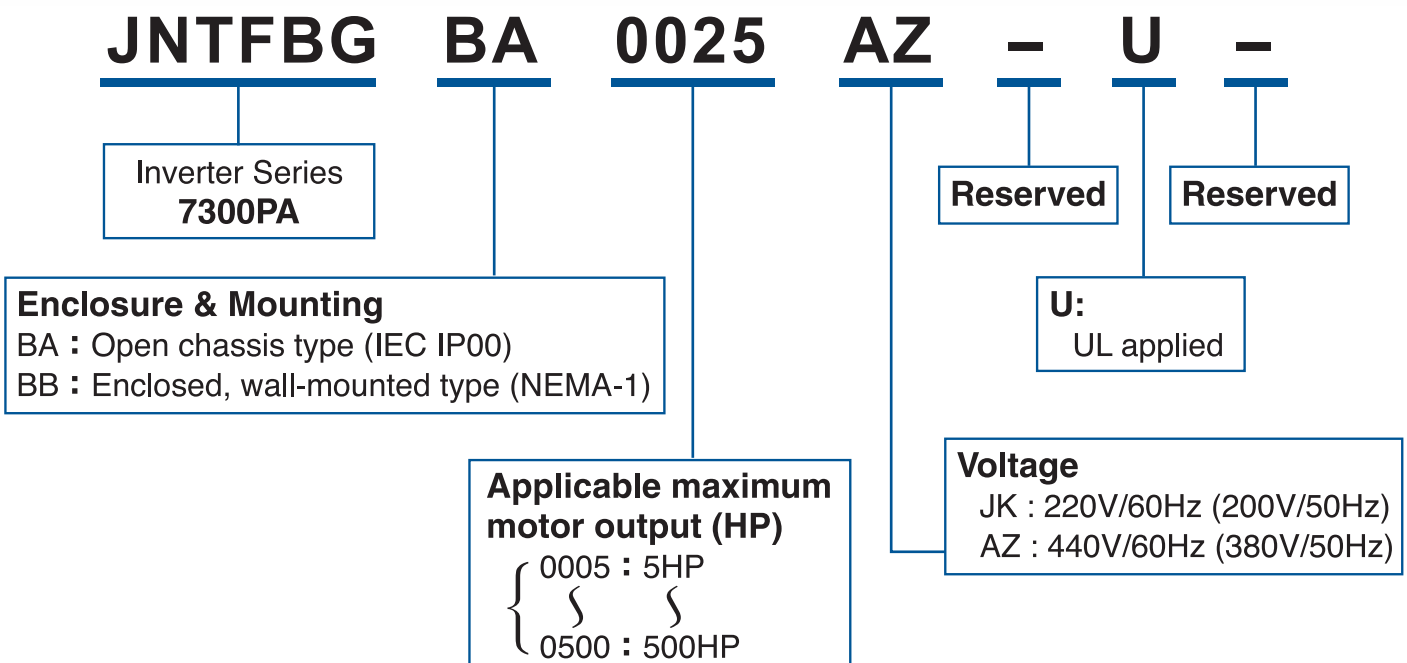 JNTFBG BA 0025 AZ – U –
Inverter Series
7300PA
Reserved
Reserved
Enclosure & Mounting
BA : Open chassis type (IEC IP00)
BB : Enclosed, wall-mounted type (NEMA-1)
U:
UL applied
Applicable maximum
motor output (HP)
0005 : 5HP
0500 : 500HP
Voltage
JK : 220V/60Hz (200V/50Hz)
AZ : 440V/60Hz (380V/50Hz)